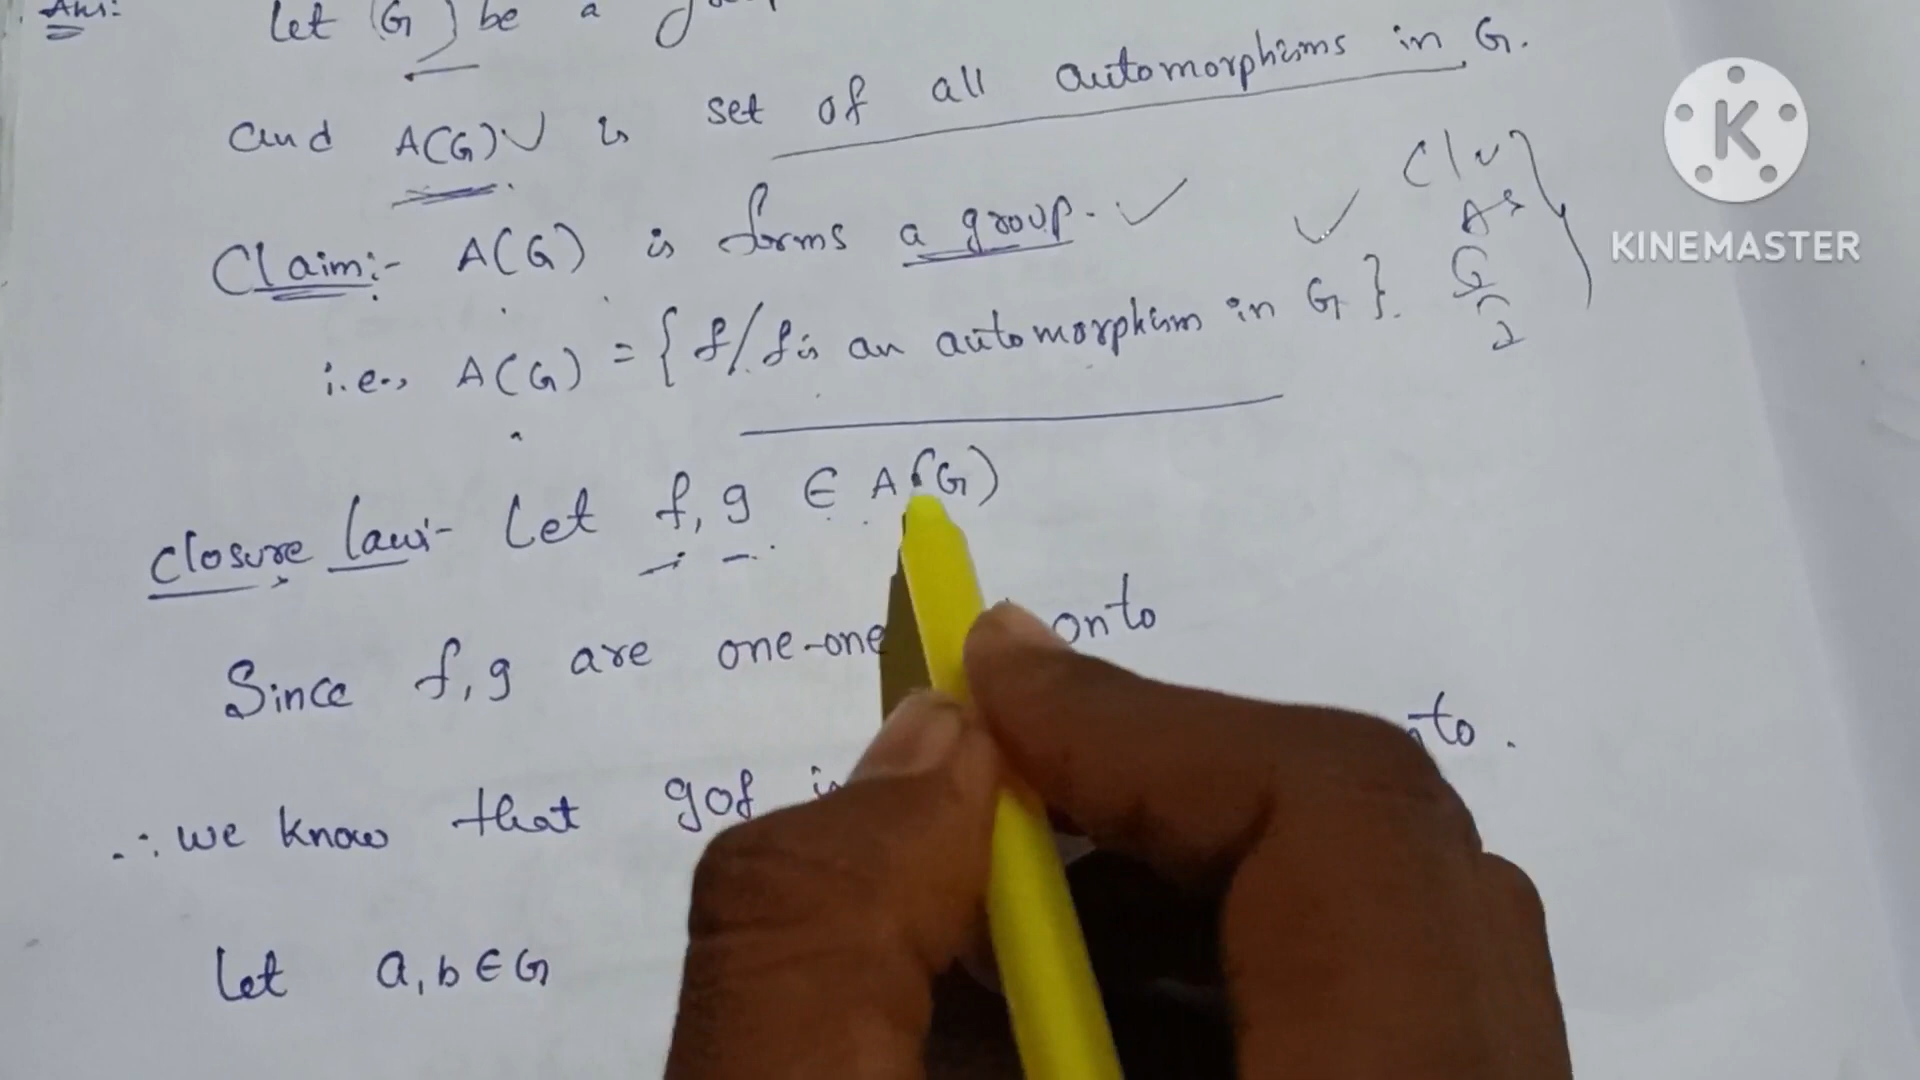 Ans:
Let (G ) be a
and A(G) is set of all automorphisms in G.
Claim:- A(G) is forms a group.
i.e., A(G) = { f/f is an automorphism in G }.
Closure law:- Let f, g ∈ A(G)
Since f, g are one-one onto
∴ we know that gof
Let a, b ∈ G
K
KINEMASTER